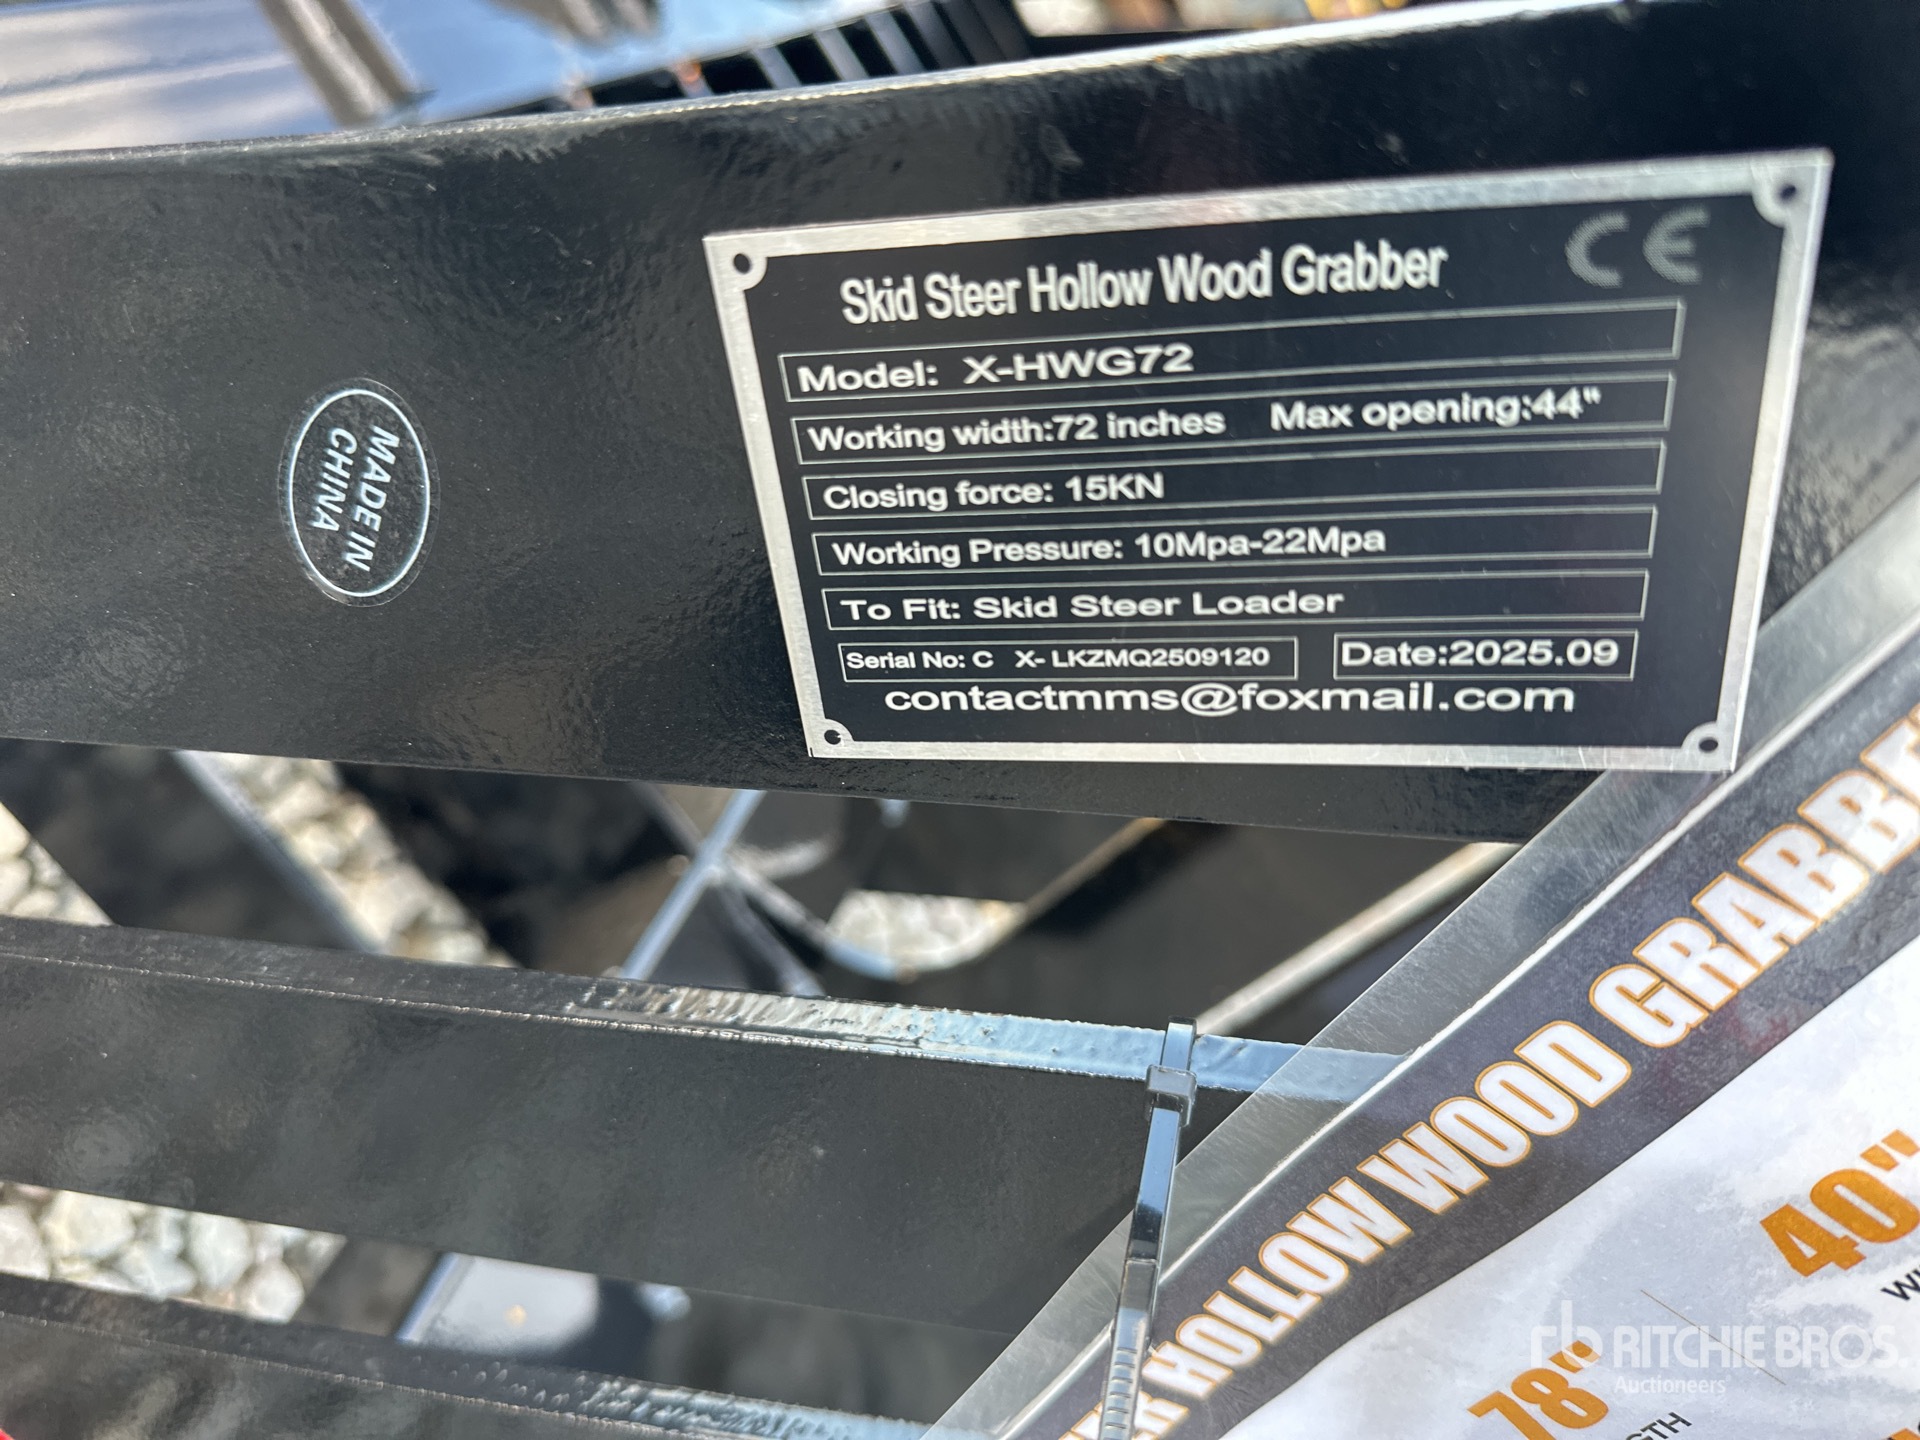 Skid Steer Hollow Wood Grabber
CE
Model: X-HWG72
Working width:72 inches Max opening:44"
Closing force: 15KN
Working Pressure: 10Mpa-22Mpa
To Fit: Skid Steer Loader
Serial No: C X- LKZMQ2509120 Date:2025.09
contactmms@foxmail.com
MADE IN
CHINA
HOLLOW WOOD GRABBE
40"
78"
rb RITCHIE BROS.
Auctioneers